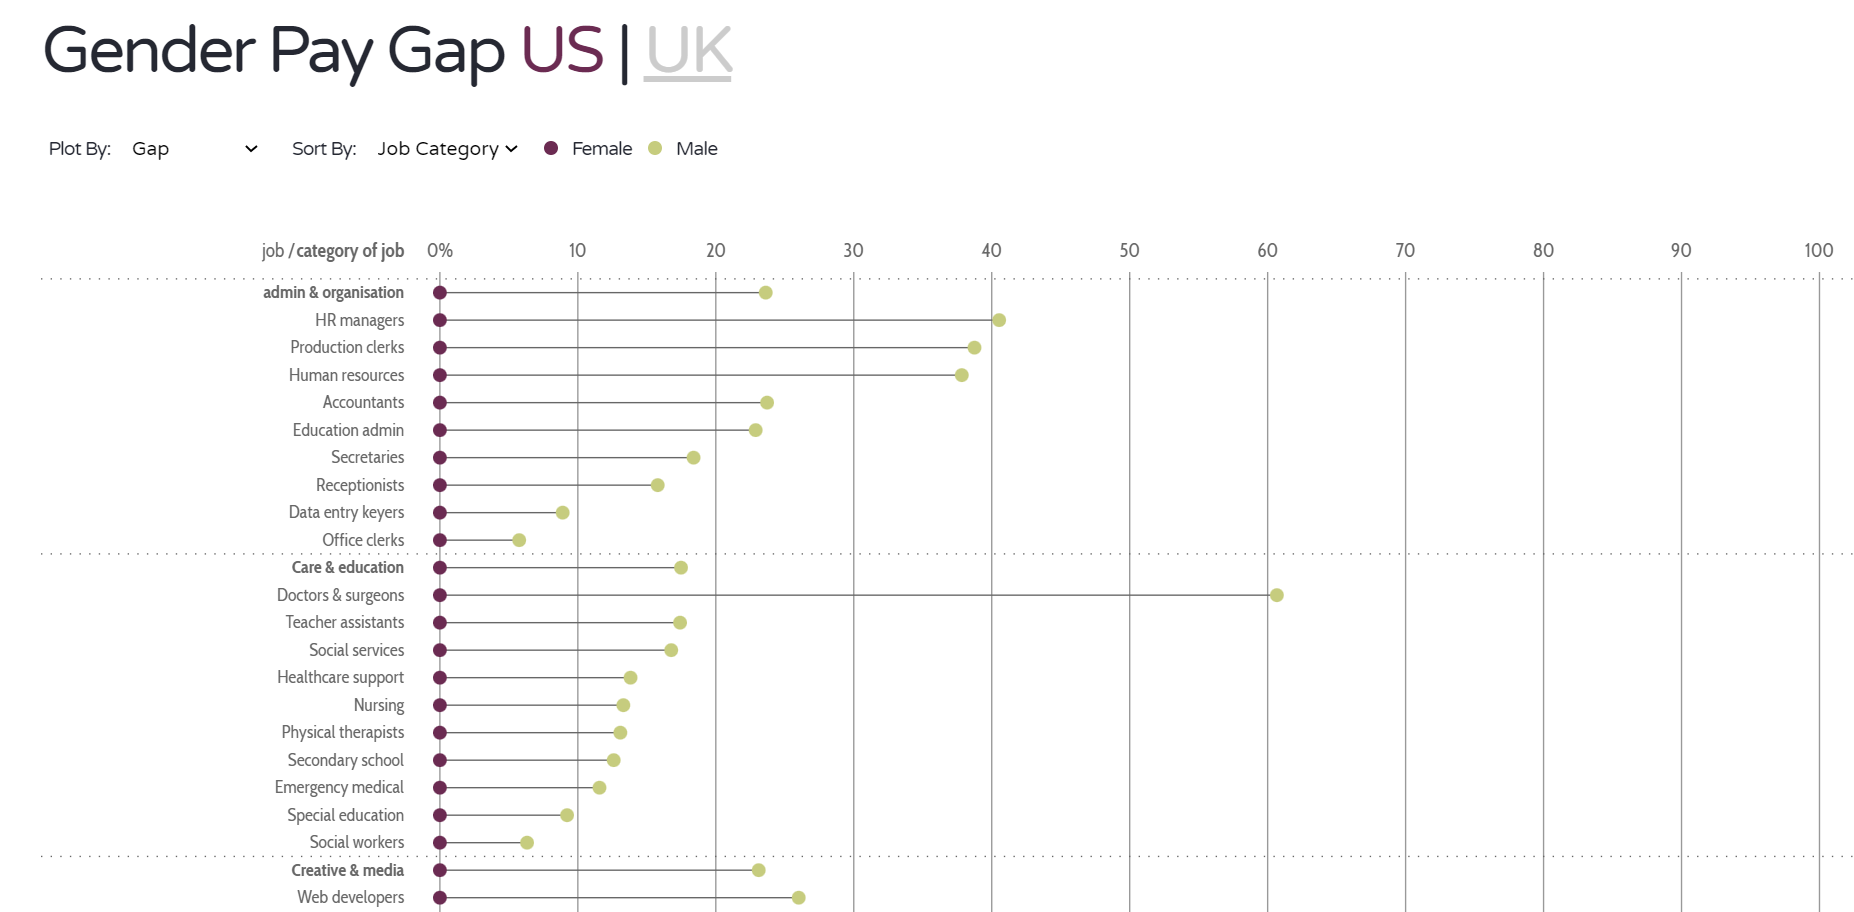 Gender Pay Gap US | UK
Plot By: Gap Sort By: Job Category Female Male
job / category of job 0% 10 20 30 40 50 60 70 80 90 100
admin & organisation
HR managers
Production clerks
Human resources
Accountants
Education admin
Secretaries
Receptionists
Data entry keyers
Office clerks
Care & education
Doctors & surgeons
Teacher assistants
Social services
Healthcare support
Nursing
Physical therapists
Secondary school
Emergency medical
Special education
Social workers
Creative & media
Web developers